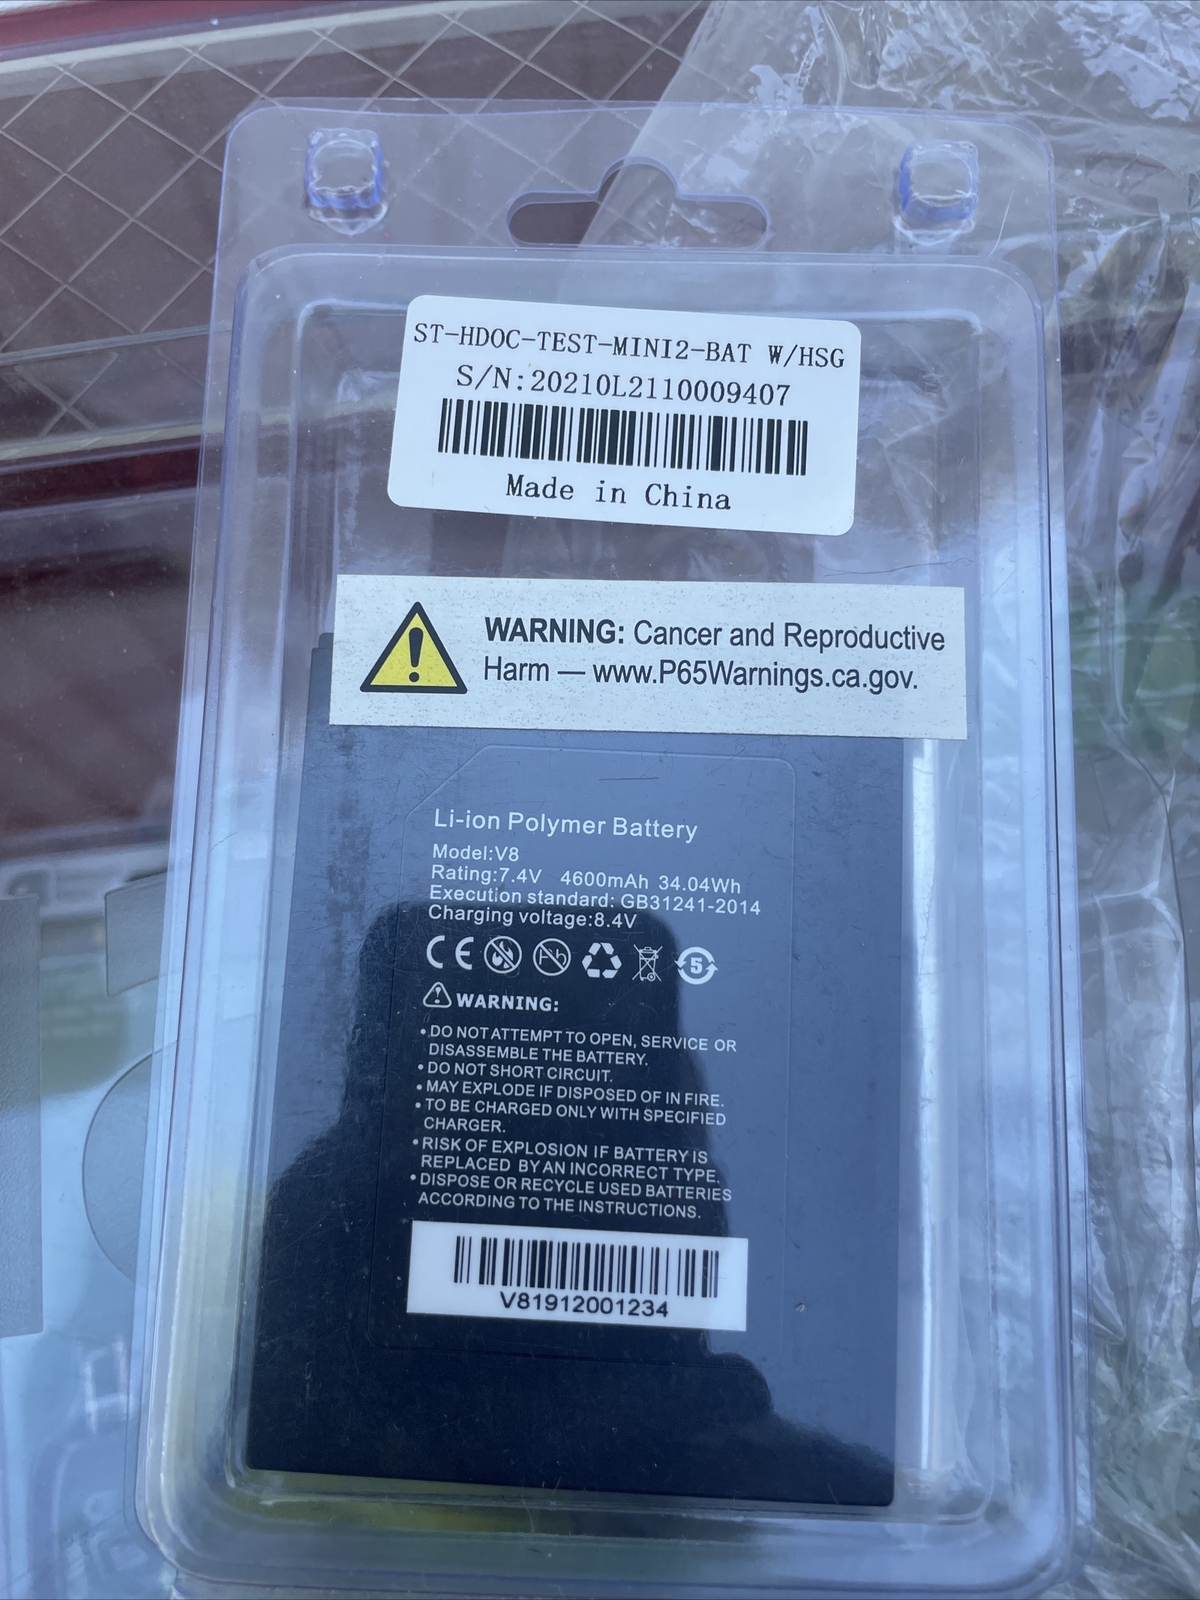 ST-HDOC-TEST-MINI2-BAT W/HSG
S/N:20210L2110009407
Made in China
WARNING: Cancer and Reproductive
Harm — www.P65Warnings.ca.gov.
Li-ion Polymer Battery
Model:V8
Rating:7.4V 4600mAh 34.04Wh
Execution standard: GB31241-2014
Charging voltage:8.4V
CE Pb 5
WARNING:
•DO NOT ATTEMPT TO OPEN, SERVICE OR
DISASSEMBLE THE BATTERY.
•DO NOT SHORT CIRCUIT.
•MAY EXPLODE IF DISPOSED OF IN FIRE.
•TO BE CHARGED ONLY WITH SPECIFIED
CHARGER.
•RISK OF EXPLOSION IF BATTERY IS
REPLACED BY AN INCORRECT TYPE.
•DISPOSE OR RECYCLE USED BATTERIES
ACCORDING TO THE INSTRUCTIONS.
V81912001234